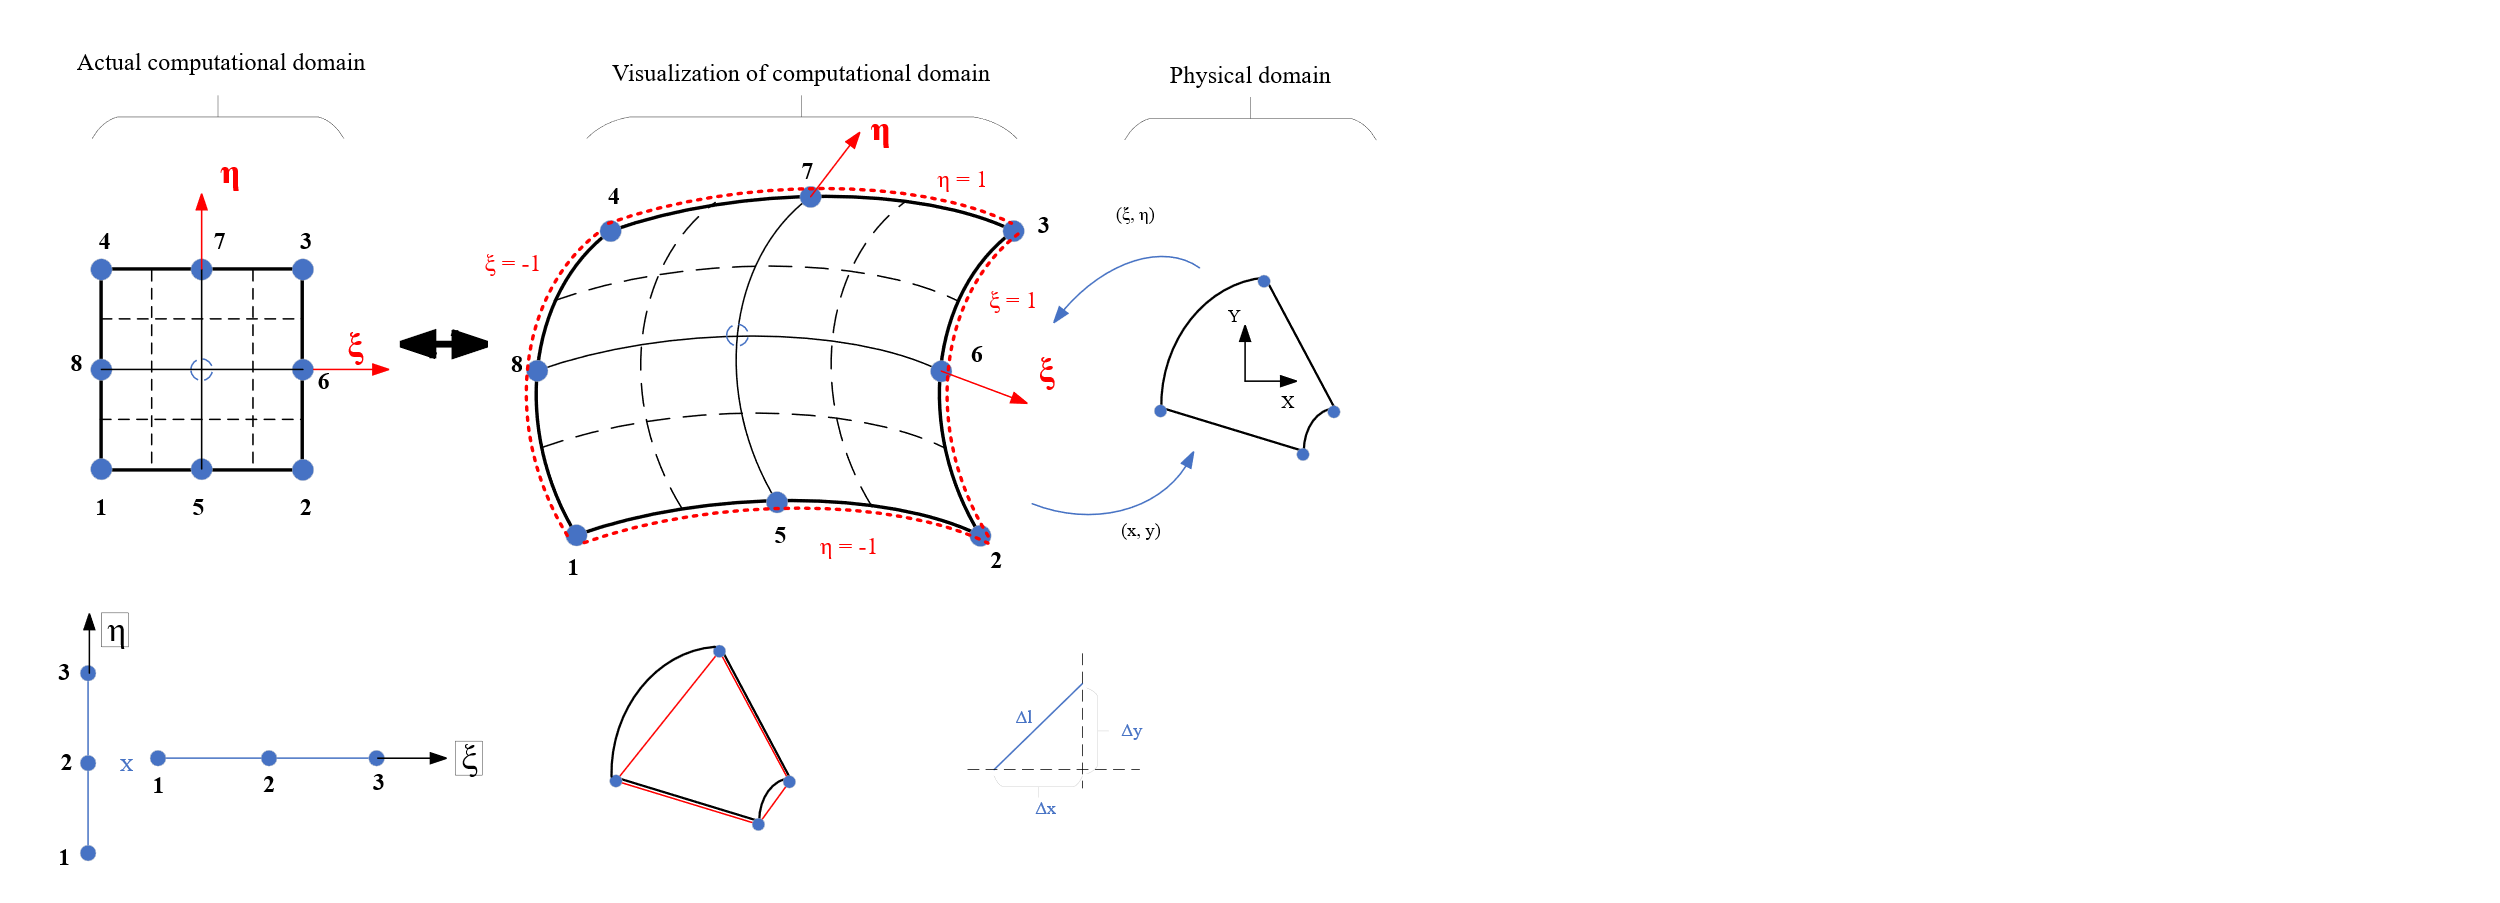 Actual computational domain
Visualization of computational domain
Physical domain
η
4
7
3
8
ξ
6
1
5
2
η
7
η = 1
4
3
ξ = -1
ξ = 1
8
6
ξ
5
η = -1
1
2
(ξ, η)
Y
X
(x, y)
η
3
2
x
1
2
3
ξ
1
Δl
Δy
Δx